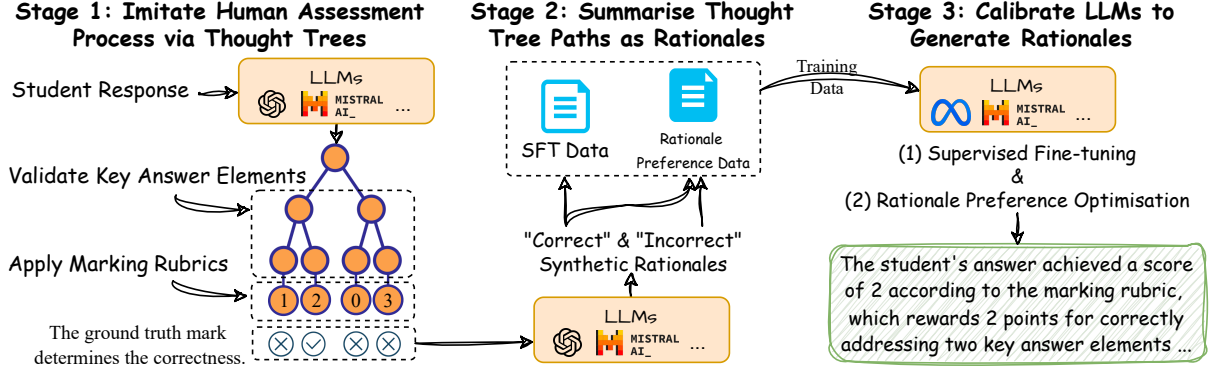 Stage 1: Imitate Human Assessment
Process via Thought Trees
Student Response
LLMs
MISTRAL
AI_
...
Validate Key Answer Elements
Apply Marking Rubrics
1 2 0 3
The ground truth mark
determines the correctness.
Stage 2: Summarise Thought
Tree Paths as Rationales
SFT Data
Rationale
Preference Data
"Correct" & "Incorrect"
Synthetic Rationales
LLMs
MISTRAL
AI_
...
Training
Data
Stage 3: Calibrate LLMs to
Generate Rationales
LLMs
MISTRAL
AI_
...
(1) Supervised Fine-tuning
&
(2) Rationale Preference Optimisation
The student's answer achieved a score
of 2 according to the marking rubric,
which rewards 2 points for correctly
addressing two key answer elements ...